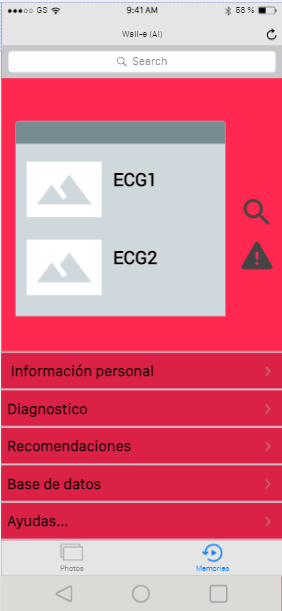 GS 9:41 AM 58 %
Wall-e (AI)
Search
ECG1
ECG2
Información personal
Diagnostico
Recomendaciones
Base de datos
Ayudas...
Photos Memories